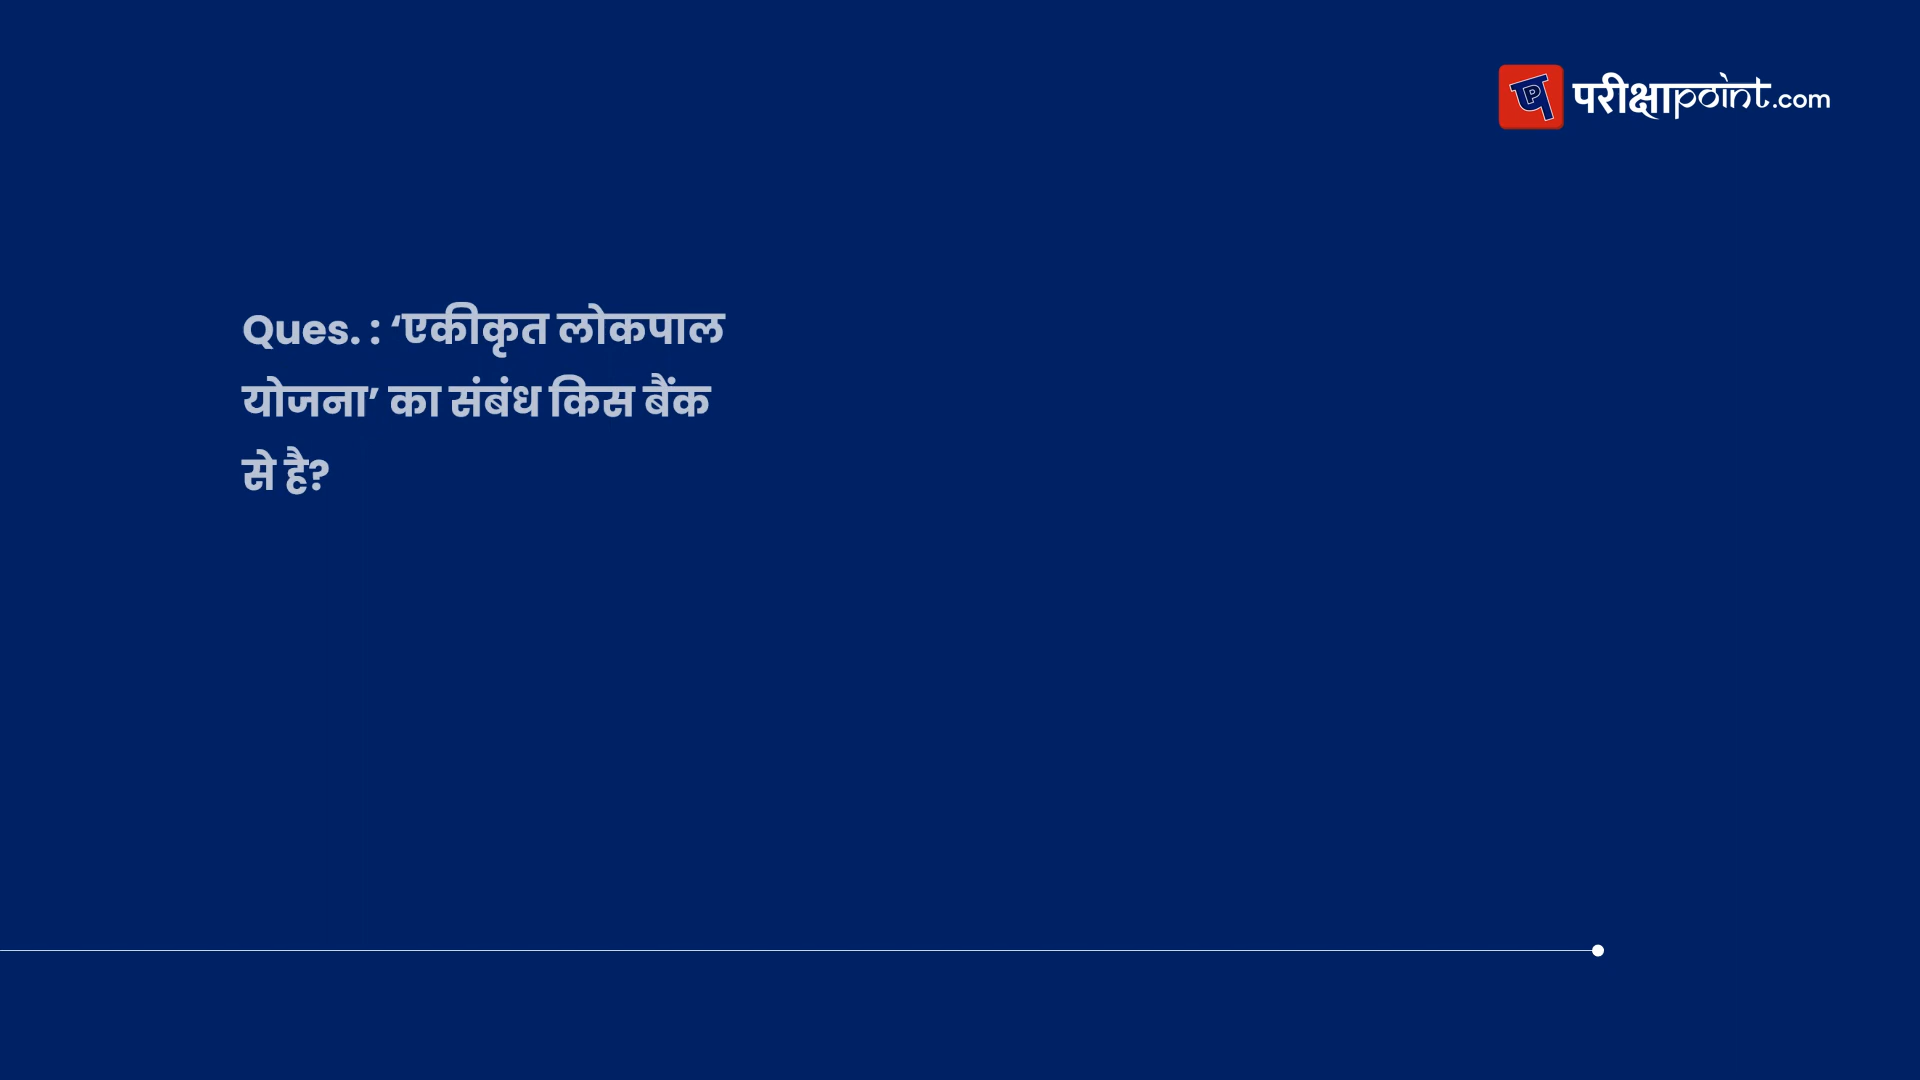 परीक्षाpoint.com
Ques. : ‘एकीकृत लोकपाल
योजना’ का संबंध किस बैंक
से है?